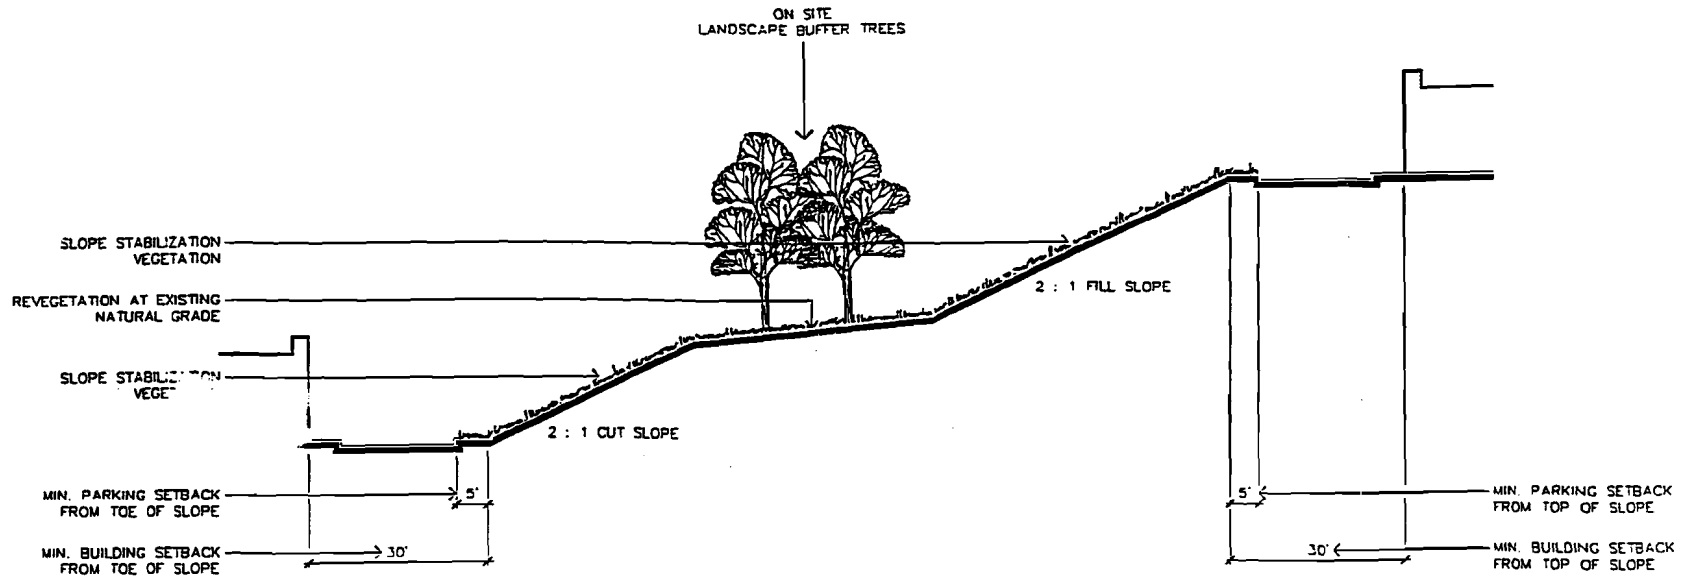 ON SITE
LANDSCAPE BUFFER TREES
SLOPE STABILIZATION
VEGETATION
REVEGETATION AT EXISTING
NATURAL GRADE
2 : 1 FILL SLOPE
SLOPE
2 : 1 CUT SLOPE
MIN. PARKING SETBACK
FROM TOE OF SLOPE
5'
5'
MIN. PARKING SETBACK
FROM TOP OF SLOPE
MIN. BUILDING SETBACK
FROM TOE OF SLOPE
30'
30'
MIN. BUILDING SETBACK
FROM TOP OF SLOPE